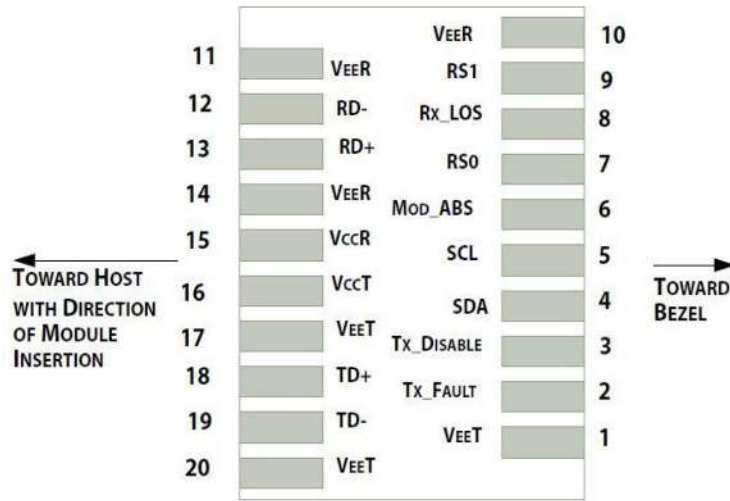 VEER 10
11 VEER
RS1 9
12 RD-
RX_LOS 8
13 RD+
RS0 7
14 VEER
MOD_ABS 6
15 VCCR
SCL 5
16 VCCT
SDA 4
17 VEET
TX_DISABLE 3
18 TD+
TX_FAULT 2
19 TD-
VEET 1
20 VEET
TOWARD HOST
WITH DIRECTION
OF MODULE
INSERTION
TOWARD
BEZEL